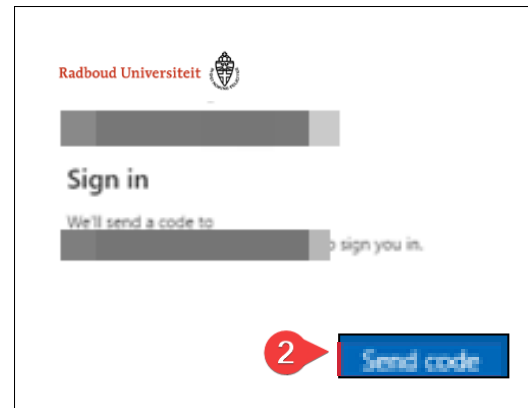 Radboud Universiteit
Sign in
We'll send a code to
o sign you in.
2
Send code